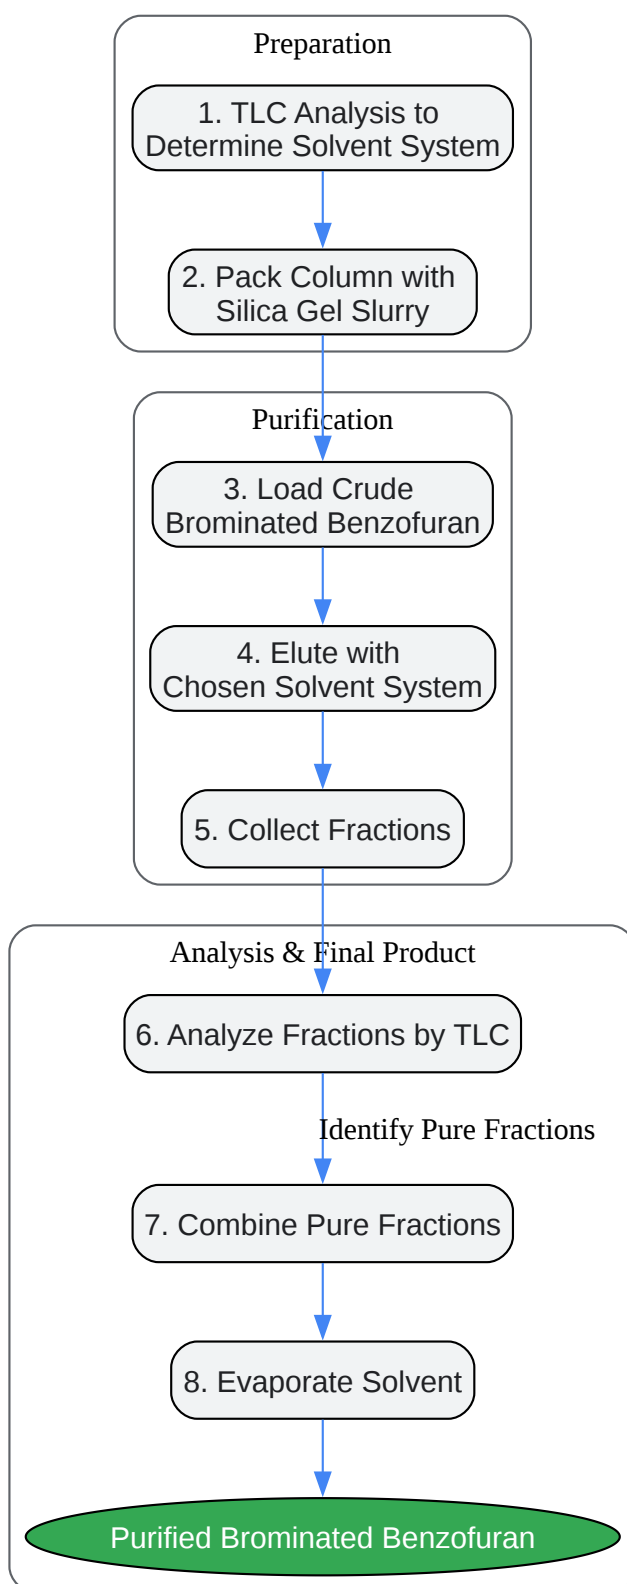 Preparation
1. TLC Analysis to
Determine Solvent System
2. Pack Column with
Silica Gel Slurry
Purification
3. Load Crude
Brominated Benzofuran
4. Elute with
Chosen Solvent System
5. Collect Fractions
Analysis & Final Product
6. Analyze Fractions by TLC
Identify Pure Fractions
7. Combine Pure Fractions
8. Evaporate Solvent
Purified Brominated Benzofuran